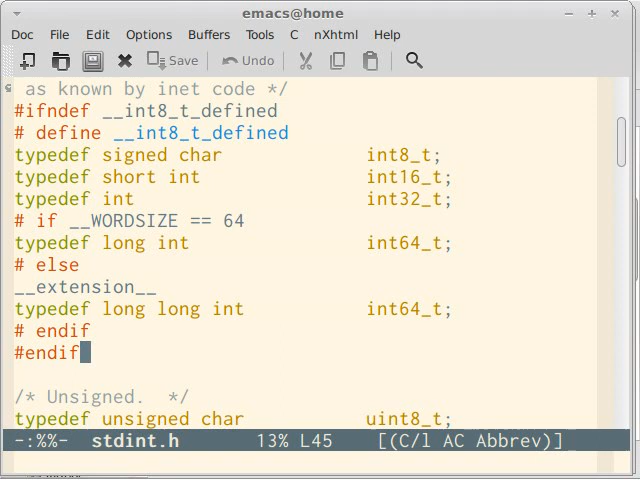 emacs@home
Doc File Edit Options Buffers Tools C nXhtml Help
Save Undo
as known by inet code */
#ifndef __int8_t_defined
# define __int8_t_defined
typedef signed char int8_t;
typedef short int int16_t;
typedef int int32_t;
# if __WORDSIZE == 64
typedef long int int64_t;
# else
__extension__
typedef long long int int64_t;
# endif
#endif
/* Unsigned.  */
typedef unsigned char uint8_t;
-:%%-  stdint.h 13% L45 [(C/l AC Abbrev)]